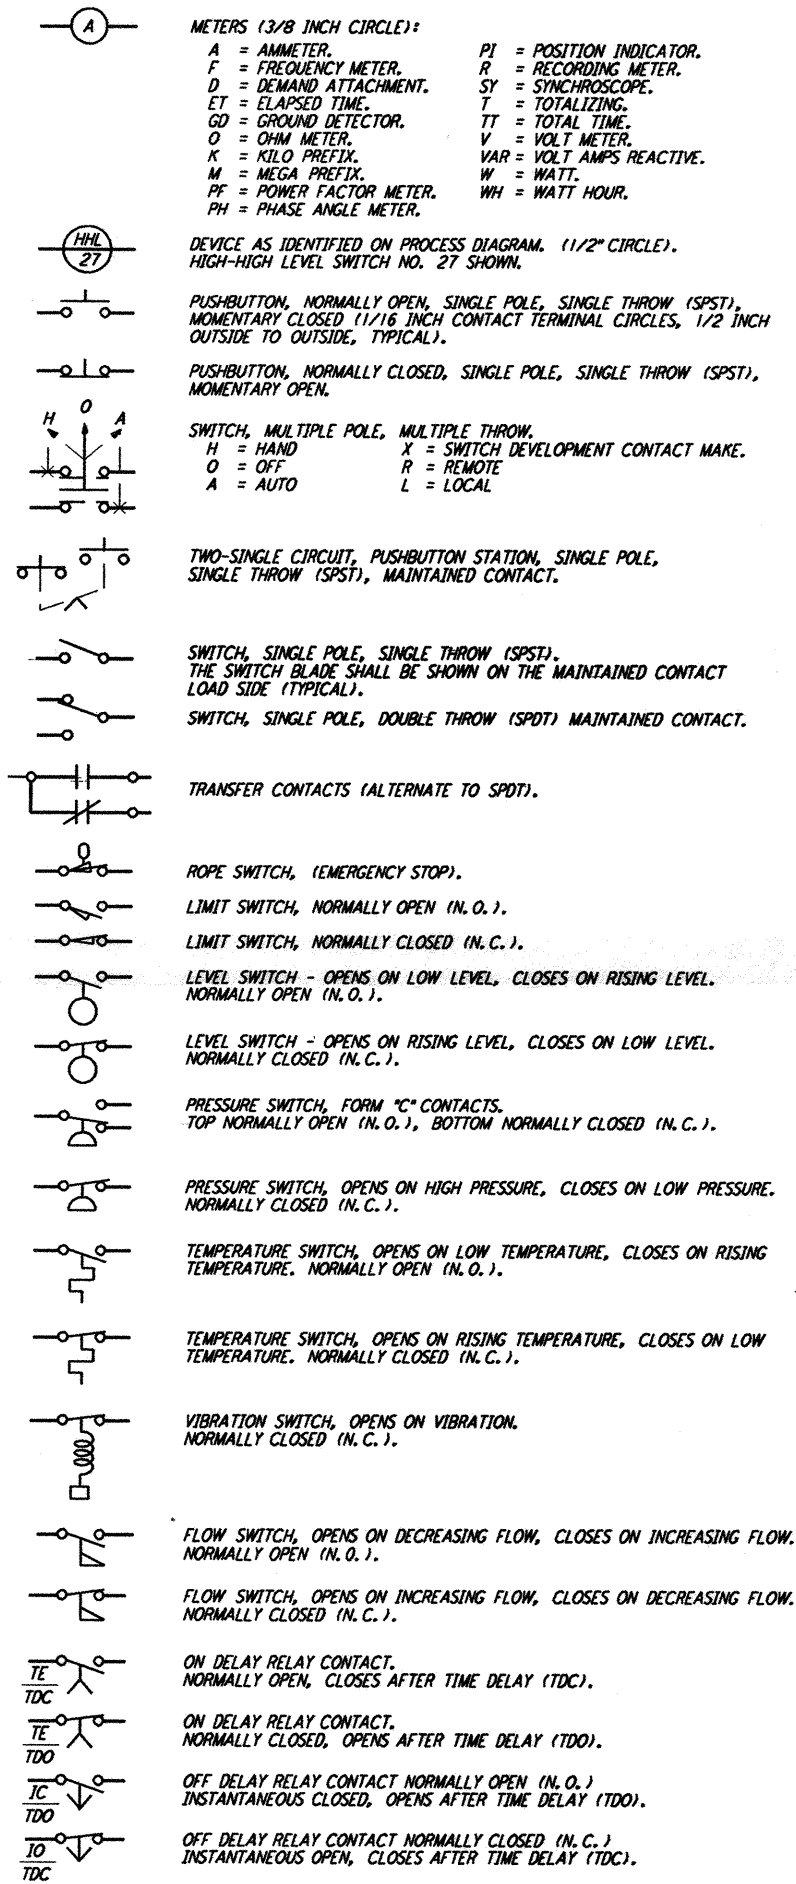 A
METERS (3/8 INCH CIRCLE):
A = AMMETER.
F = FREQUENCY METER.
D = DEMAND ATTACHMENT.
ET = ELAPSED TIME.
GD = GROUND DETECTOR.
O = OHM METER.
K = KILO PREFIX.
M = MEGA PREFIX.
PF = POWER FACTOR METER.
PH = PHASE ANGLE METER.
PI = POSITION INDICATOR.
R = RECORDING METER.
SY = SYNCHROSCOPE.
T = TOTALIZING.
TT = TOTAL TIME.
V = VOLT METER.
VAR = VOLT AMPS REACTIVE.
W = WATT.
WH = WATT HOUR.
HHL
27
DEVICE AS IDENTIFIED ON PROCESS DIAGRAM. (1/2" CIRCLE).
HIGH-HIGH LEVEL SWITCH NO. 27 SHOWN.
PUSHBUTTON, NORMALLY OPEN, SINGLE POLE, SINGLE THROW (SPST),
MOMENTARY CLOSED (1/16 INCH CONTACT TERMINAL CIRCLES, 1/2 INCH
OUTSIDE TO OUTSIDE, TYPICAL).
PUSHBUTTON, NORMALLY CLOSED, SINGLE POLE, SINGLE THROW (SPST),
MOMENTARY OPEN.
H O A
SWITCH, MULTIPLE POLE, MULTIPLE THROW.
H = HAND
O = OFF
A = AUTO
X = SWITCH DEVELOPMENT CONTACT MAKE.
R = REMOTE
L = LOCAL
TWO-SINGLE CIRCUIT, PUSHBUTTON STATION, SINGLE POLE,
SINGLE THROW (SPST), MAINTAINED CONTACT.
SWITCH, SINGLE POLE, SINGLE THROW (SPST).
THE SWITCH BLADE SHALL BE SHOWN ON THE MAINTAINED CONTACT
LOAD SIDE (TYPICAL).
SWITCH, SINGLE POLE, DOUBLE THROW (SPDT) MAINTAINED CONTACT.
TRANSFER CONTACTS (ALTERNATE TO SPDT).
ROPE SWITCH, (EMERGENCY STOP).
LIMIT SWITCH, NORMALLY OPEN (N.O.).
LIMIT SWITCH, NORMALLY CLOSED (N.C.).
LEVEL SWITCH - OPENS ON LOW LEVEL, CLOSES ON RISING LEVEL.
NORMALLY OPEN (N.O.).
LEVEL SWITCH - OPENS ON RISING LEVEL, CLOSES ON LOW LEVEL.
NORMALLY CLOSED (N.C.).
PRESSURE SWITCH, FORM "C" CONTACTS.
TOP NORMALLY OPEN (N.O.), BOTTOM NORMALLY CLOSED (N.C.).
PRESSURE SWITCH, OPENS ON HIGH PRESSURE, CLOSES ON LOW PRESSURE.
NORMALLY CLOSED (N.C.).
TEMPERATURE SWITCH, OPENS ON LOW TEMPERATURE, CLOSES ON RISING
TEMPERATURE. NORMALLY OPEN (N.O.).
TEMPERATURE SWITCH, OPENS ON RISING TEMPERATURE, CLOSES ON LOW
TEMPERATURE. NORMALLY CLOSED (N.C.).
VIBRATION SWITCH, OPENS ON VIBRATION.
NORMALLY CLOSED (N.C.).
FLOW SWITCH, OPENS ON DECREASING FLOW, CLOSES ON INCREASING FLOW.
NORMALLY OPEN (N.O.).
FLOW SWITCH, OPENS ON INCREASING FLOW, CLOSES ON DECREASING FLOW.
NORMALLY CLOSED (N.C.).
TE
TDC
ON DELAY RELAY CONTACT.
NORMALLY OPEN, CLOSES AFTER TIME DELAY (TDC).
TE
TDO
ON DELAY RELAY CONTACT.
NORMALLY CLOSED, OPENS AFTER TIME DELAY (TDO).
IC
TDO
OFF DELAY RELAY CONTACT NORMALLY OPEN (N.O.)
INSTANTANEOUS CLOSED, OPENS AFTER TIME DELAY (TDO).
IO
TDC
OFF DELAY RELAY CONTACT NORMALLY CLOSED (N.C.)
INSTANTANEOUS OPEN, CLOSES AFTER TIME DELAY (TDC).